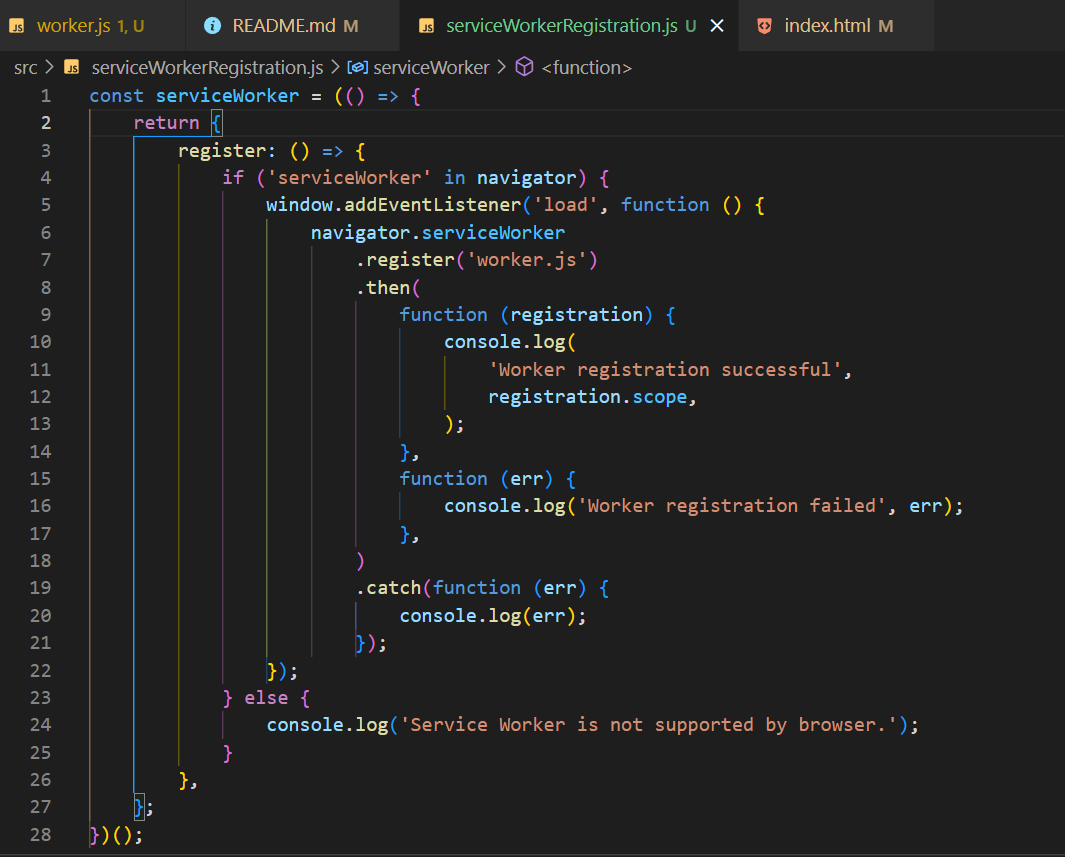 worker.js 1, U README.md M serviceWorkerRegistration.js U index.html M
src > serviceWorkerRegistration.js > serviceWorker > <function>
1 const serviceWorker = (() => {
2     return {
3         register: () => {
4             if ('serviceWorker' in navigator) {
5                 window.addEventListener('load', function () {
6                     navigator.serviceWorker
7                         .register('worker.js')
8                         .then(
9                             function (registration) {
10                                 console.log(
11                                     'Worker registration successful',
12                                     registration.scope,
13                                 );
14                             },
15                             function (err) {
16                                 console.log('Worker registration failed', err);
17                             },
18                         )
19                         .catch(function (err) {
20                             console.log(err);
21                         });
22                 });
23             } else {
24                 console.log('Service Worker is not supported by browser.');
25             }
26         },
27     };
28 })();